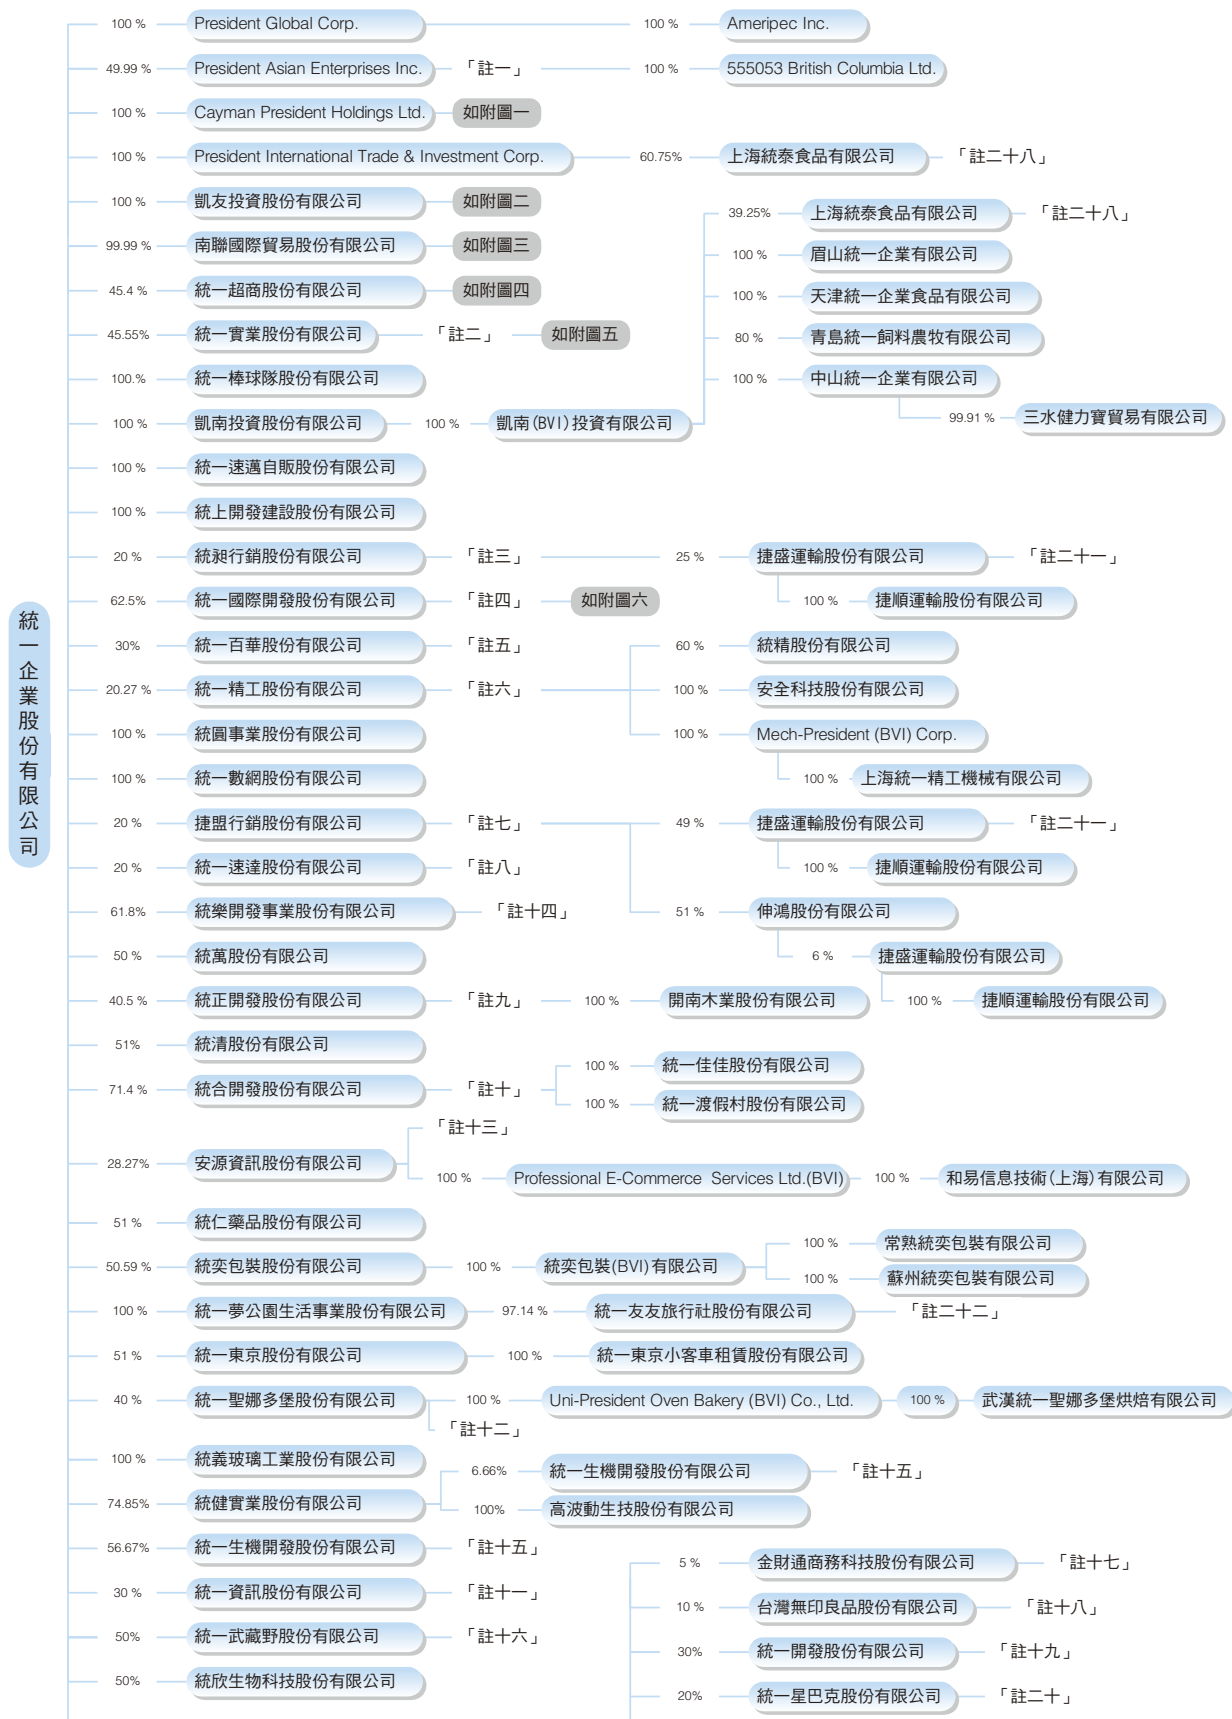 統一企業股份有限公司
100 % President Global Corp. 100 % Ameripec Inc.
49.99 % President Asian Enterprises Inc. 「註一」 100 % 555053 British Columbia Ltd.
100 % Cayman President Holdings Ltd. 如附圖一
100 % President International Trade & Investment Corp. 60.75% 上海統泰食品有限公司 「註二十八」
100 % 凱友投資股份有限公司 如附圖二
39.25% 上海統泰食品有限公司 「註二十八」
99.99 % 南聯國際貿易股份有限公司 如附圖三
100 % 眉山統一企業有限公司
45.4 % 統一超商股份有限公司 如附圖四
100 % 天津統一企業食品有限公司
45.55% 統一實業股份有限公司 「註二」 如附圖五
80 % 青島統一飼料農牧有限公司
100.% 統一棒球隊股份有限公司
100 % 中山統一企業有限公司
100 % 凱南投資股份有限公司 100 % 凱南(BVI)投資有限公司
99.91 % 三水健力寶貿易有限公司
100 % 統一速邁自販股份有限公司
100 % 統上開發建設股份有限公司
20 % 統昶行銷股份有限公司 「註三」 25 % 捷盛運輸股份有限公司 「註二十一」
62.5% 統一國際開發股份有限公司 「註四」 如附圖六
100 % 捷順運輸股份有限公司
30% 統一百華股份有限公司 「註五」
60 % 統精股份有限公司
20.27 % 統一精工股份有限公司 「註六」
100 % 安全科技股份有限公司
100 % 統圓事業股份有限公司
100 % Mech-President (BVI) Corp.
100 % 統一數網股份有限公司
100 % 上海統一精工機械有限公司
20 % 捷盟行銷股份有限公司 「註七」 49 % 捷盛運輸股份有限公司 「註二十一」
20 % 統一速達股份有限公司 「註八」
100 % 捷順運輸股份有限公司
61.8% 統樂開發事業股份有限公司 「註十四」
51 % 伸鴻股份有限公司
50 % 統萬股份有限公司
6 % 捷盛運輸股份有限公司
40.5 % 統正開發股份有限公司 「註九」 100 % 開南木業股份有限公司
100 % 捷順運輸股份有限公司
51% 統清股份有限公司
100 % 統一佳佳股份有限公司
71.4 % 統合開發股份有限公司 「註十」
100 % 統一渡假村股份有限公司
「註十三」
28.27% 安源資訊股份有限公司
100 % Professional E-Commerce Services Ltd.(BVI) 100 % 和易信息技術(上海)有限公司
51 % 統仁藥品股份有限公司
100 % 常熟統奕包裝有限公司
50.59 % 統奕包裝股份有限公司 100 % 統奕包裝(BVI)有限公司
100 % 蘇州統奕包裝有限公司
100 % 統一夢公園生活事業股份有限公司 97.14 % 統一友友旅行社股份有限公司 「註二十二」
51 % 統一東京股份有限公司 100 % 統一東京小客車租賃股份有限公司
40 % 統一聖娜多堡股份有限公司 100 % Uni-President Oven Bakery (BVI) Co., Ltd. 100 % 武漢統一聖娜多堡烘焙有限公司
「註十二」
100 % 統義玻璃工業股份有限公司
6.66% 統一生機開發股份有限公司 「註十五」
74.85% 統健實業股份有限公司
100% 高波動生技股份有限公司
56.67% 統一生機開發股份有限公司 「註十五」
5 % 金財通商務科技股份有限公司 「註十七」
30 % 統一資訊股份有限公司 「註十一」
10 % 台灣無印良品股份有限公司 「註十八」
50% 統一武藏野股份有限公司 「註十六」
30% 統一開發股份有限公司 「註十九」
50% 統欣生物科技股份有限公司
20% 統一星巴克股份有限公司 「註二十」